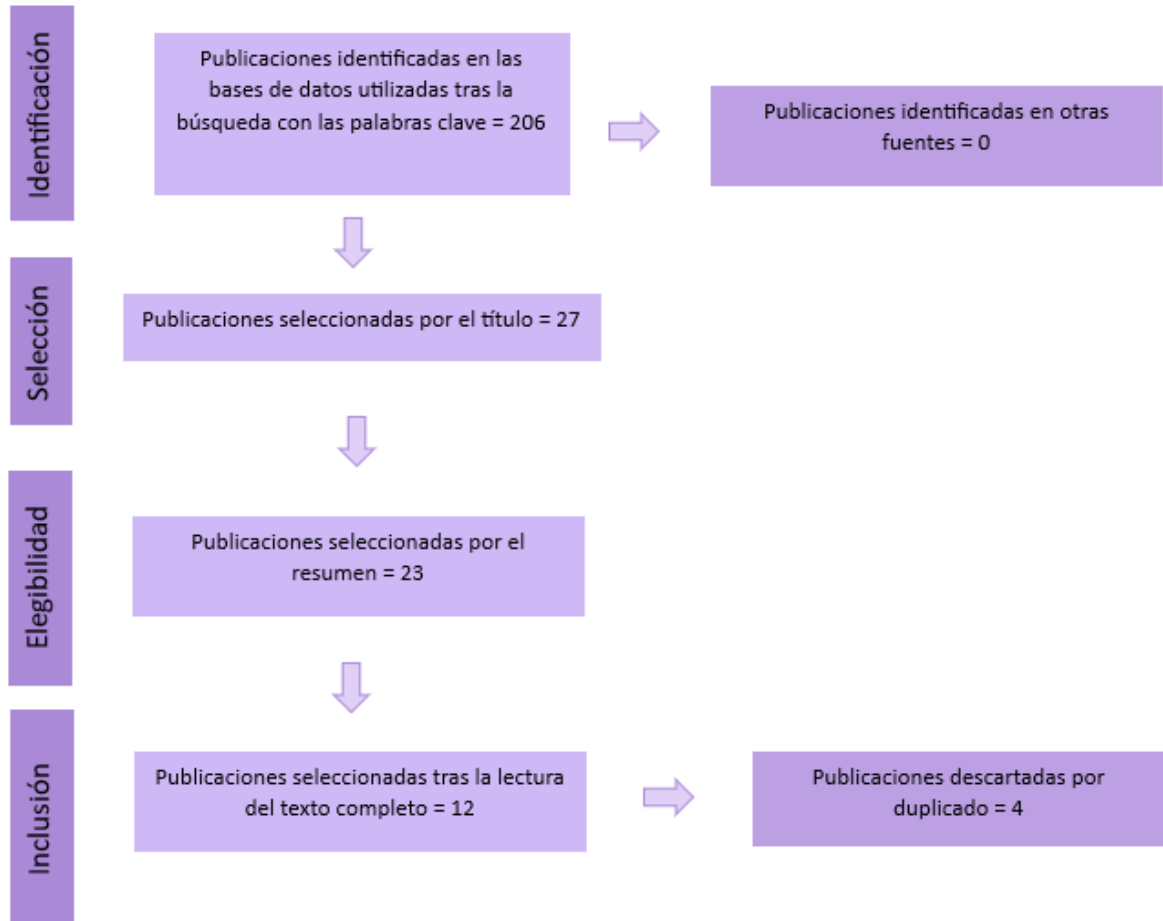 Identificación
Publicaciones identificadas en las
bases de datos utilizadas tras la
búsqueda con las palabras clave = 206
Publicaciones identificadas en otras
fuentes = 0
Selección
Publicaciones seleccionadas por el título = 27
Elegibilidad
Publicaciones seleccionadas por el
resumen = 23
Inclusión
Publicaciones seleccionadas tras la lectura
del texto completo = 12
Publicaciones descartadas por
duplicado = 4